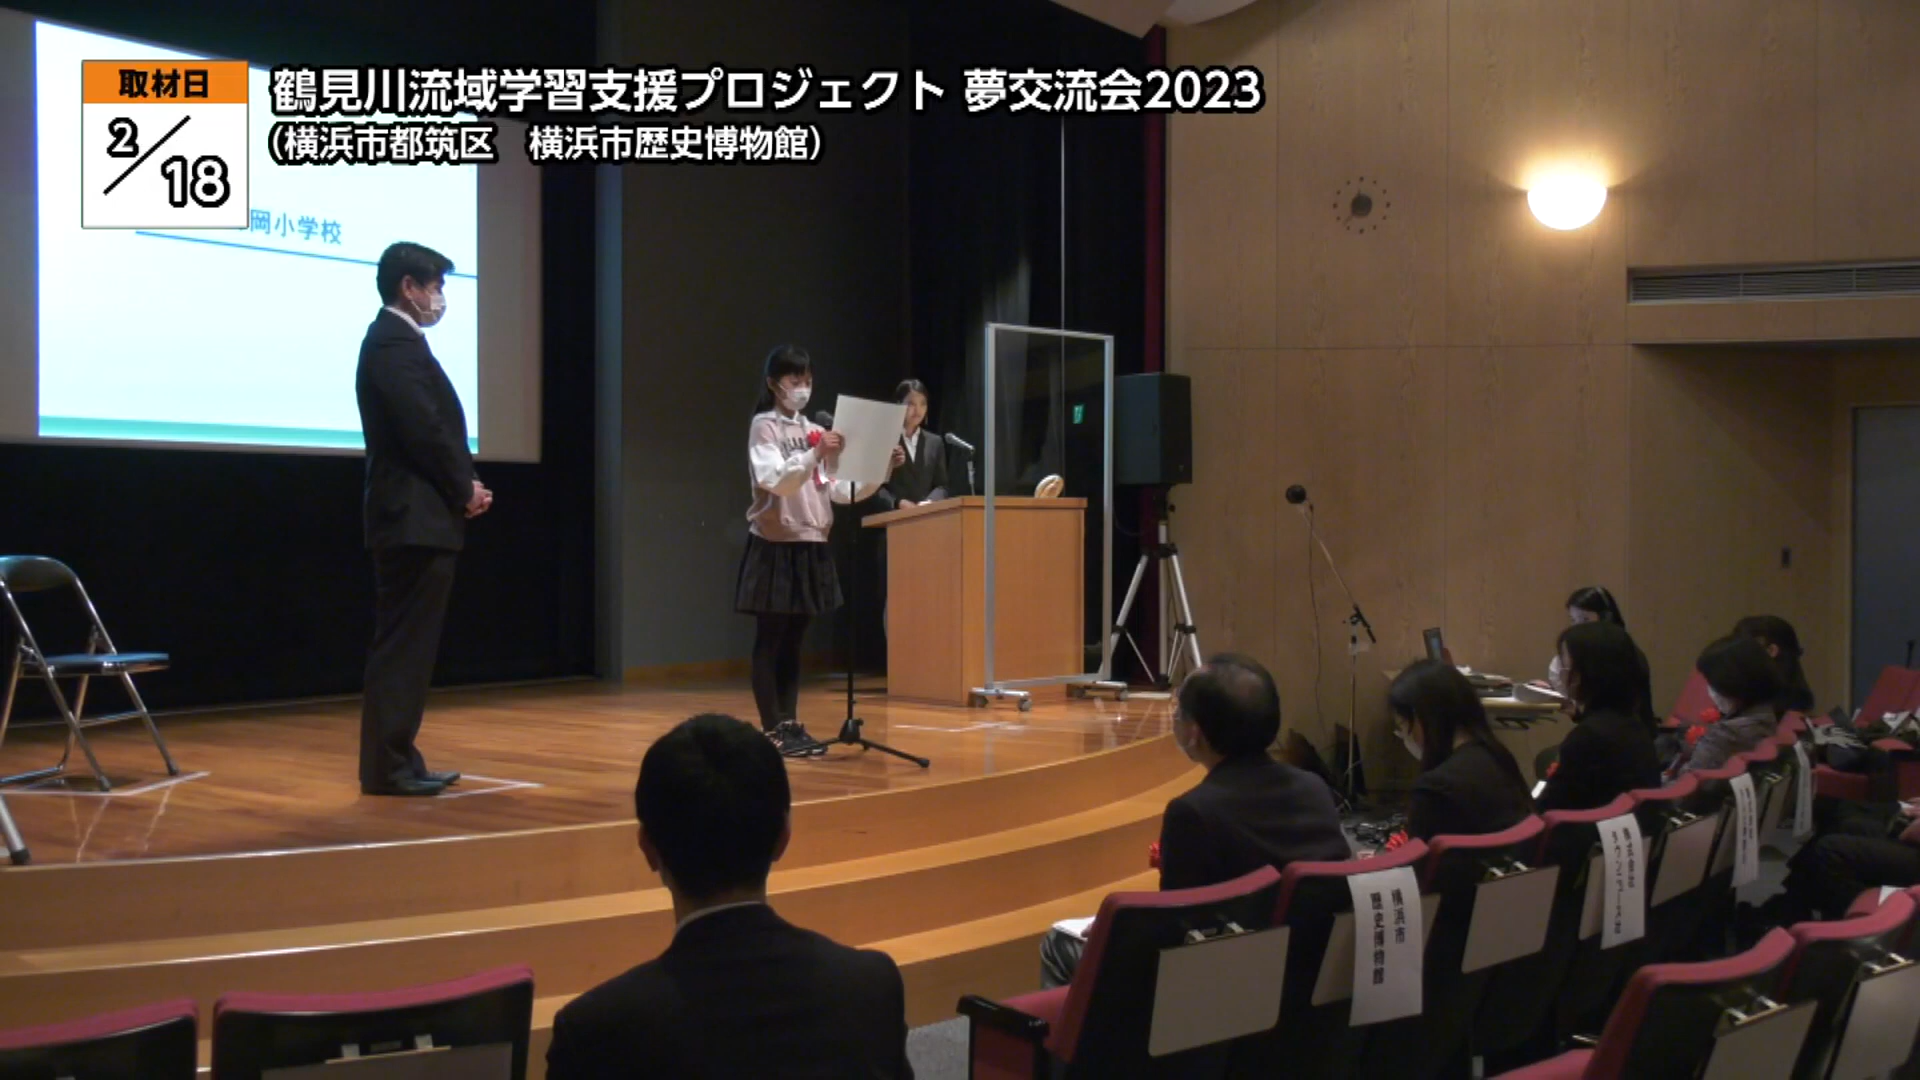 取材日
2/18
鶴見川流域学習支援プロジェクト 夢交流会2023
(横浜市都筑区 横浜市歴史博物館)
岡小学校
横浜市
歴史博物館